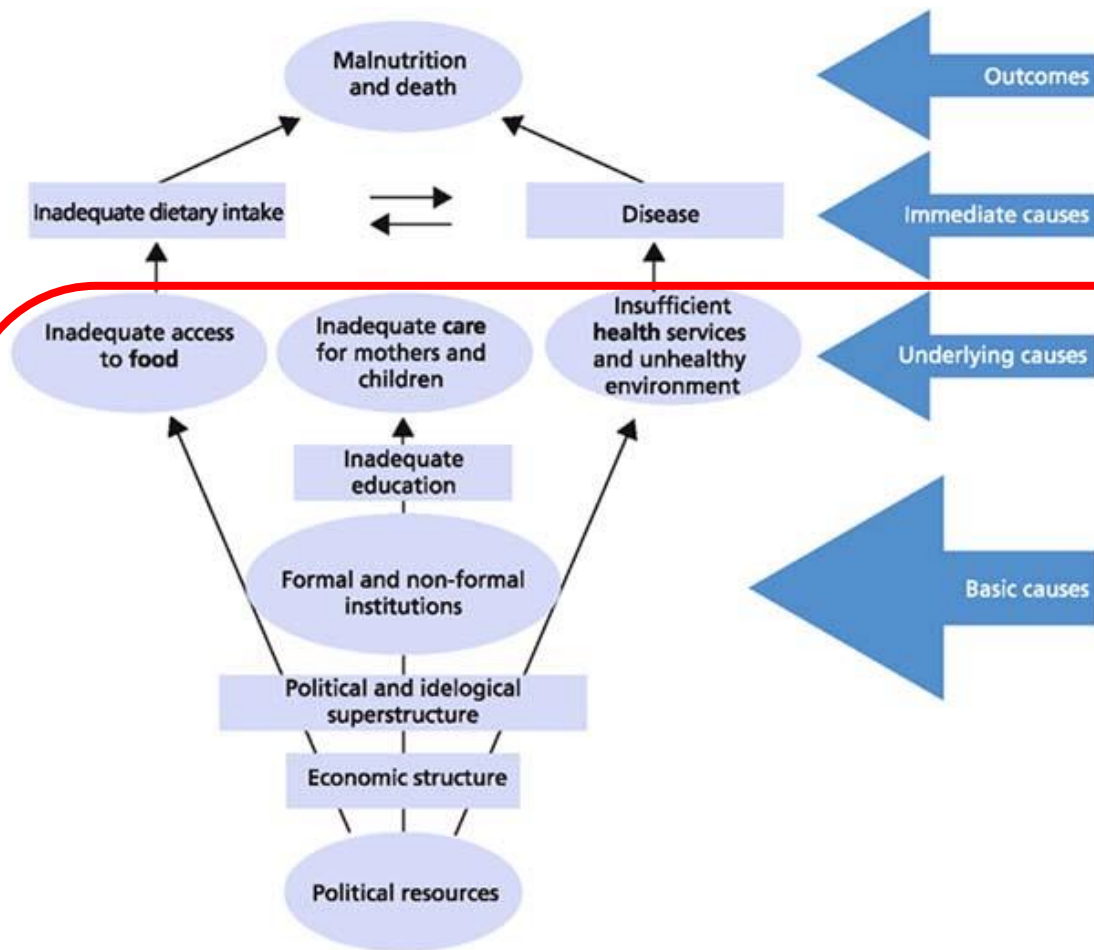 Malnutrition
and death
Outcomes
Inadequate dietary intake
Disease
Immediate causes
Inadequate access
to food
Inadequate care
for mothers and
children
Insufficient
health services
and unhealthy
environment
Underlying causes
Inadequate
education
Formal and non-formal
institutions
Basic causes
Political and idelogical
superstructure
Economic structure
Political resources